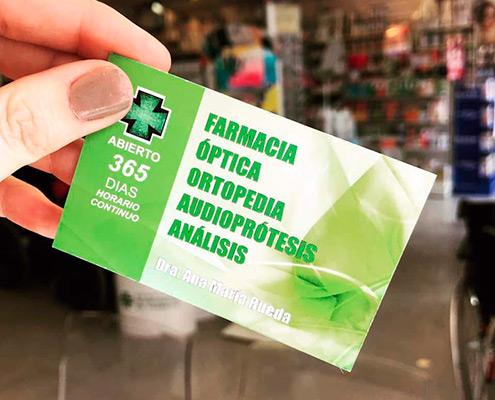 ABIERTO
365
DÍAS
HORARIO
CONTINUO
FARMACIA
ÓPTICA
ORTOPEDIA
AUDIOPRÓTESIS
ANÁLISIS
Dra. Ana María Rueda